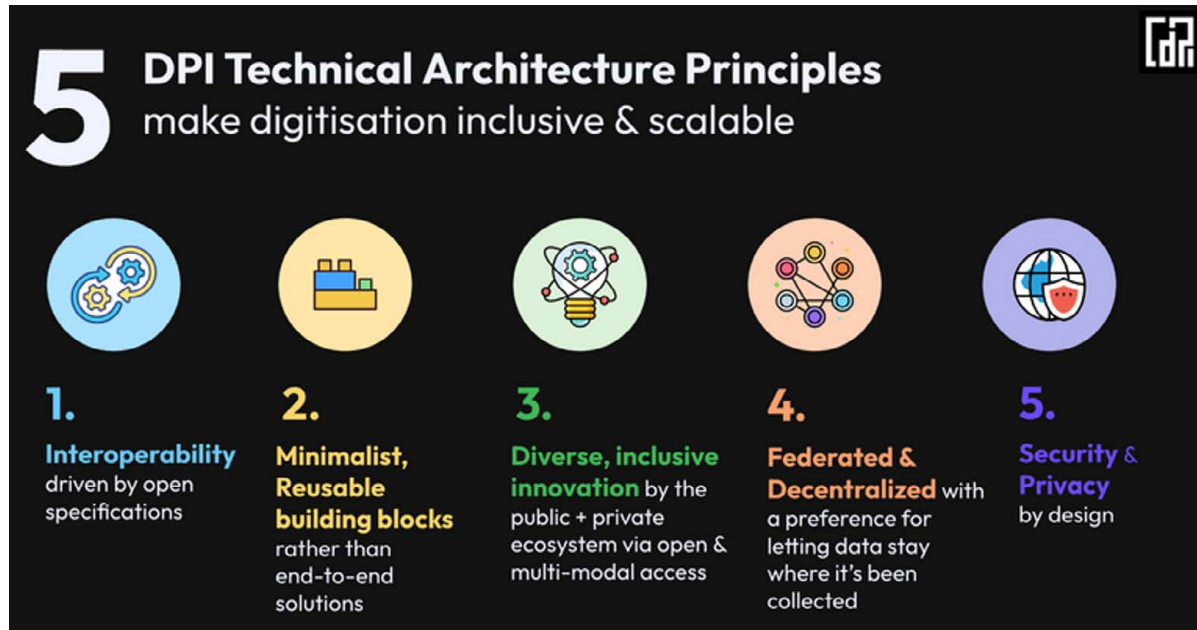 5
DPI Technical Architecture Principles
make digitisation inclusive & scalable
1.
Interoperability
driven by open
specifications
2.
Minimalist,
Reusable
building blocks
rather than
end-to-end
solutions
3.
Diverse, inclusive
innovation by the
public + private
ecosystem via open &
multi-modal access
4.
Federated &
Decentralized with
a preference for
letting data stay
where it's been
collected
5.
Security &
Privacy
by design